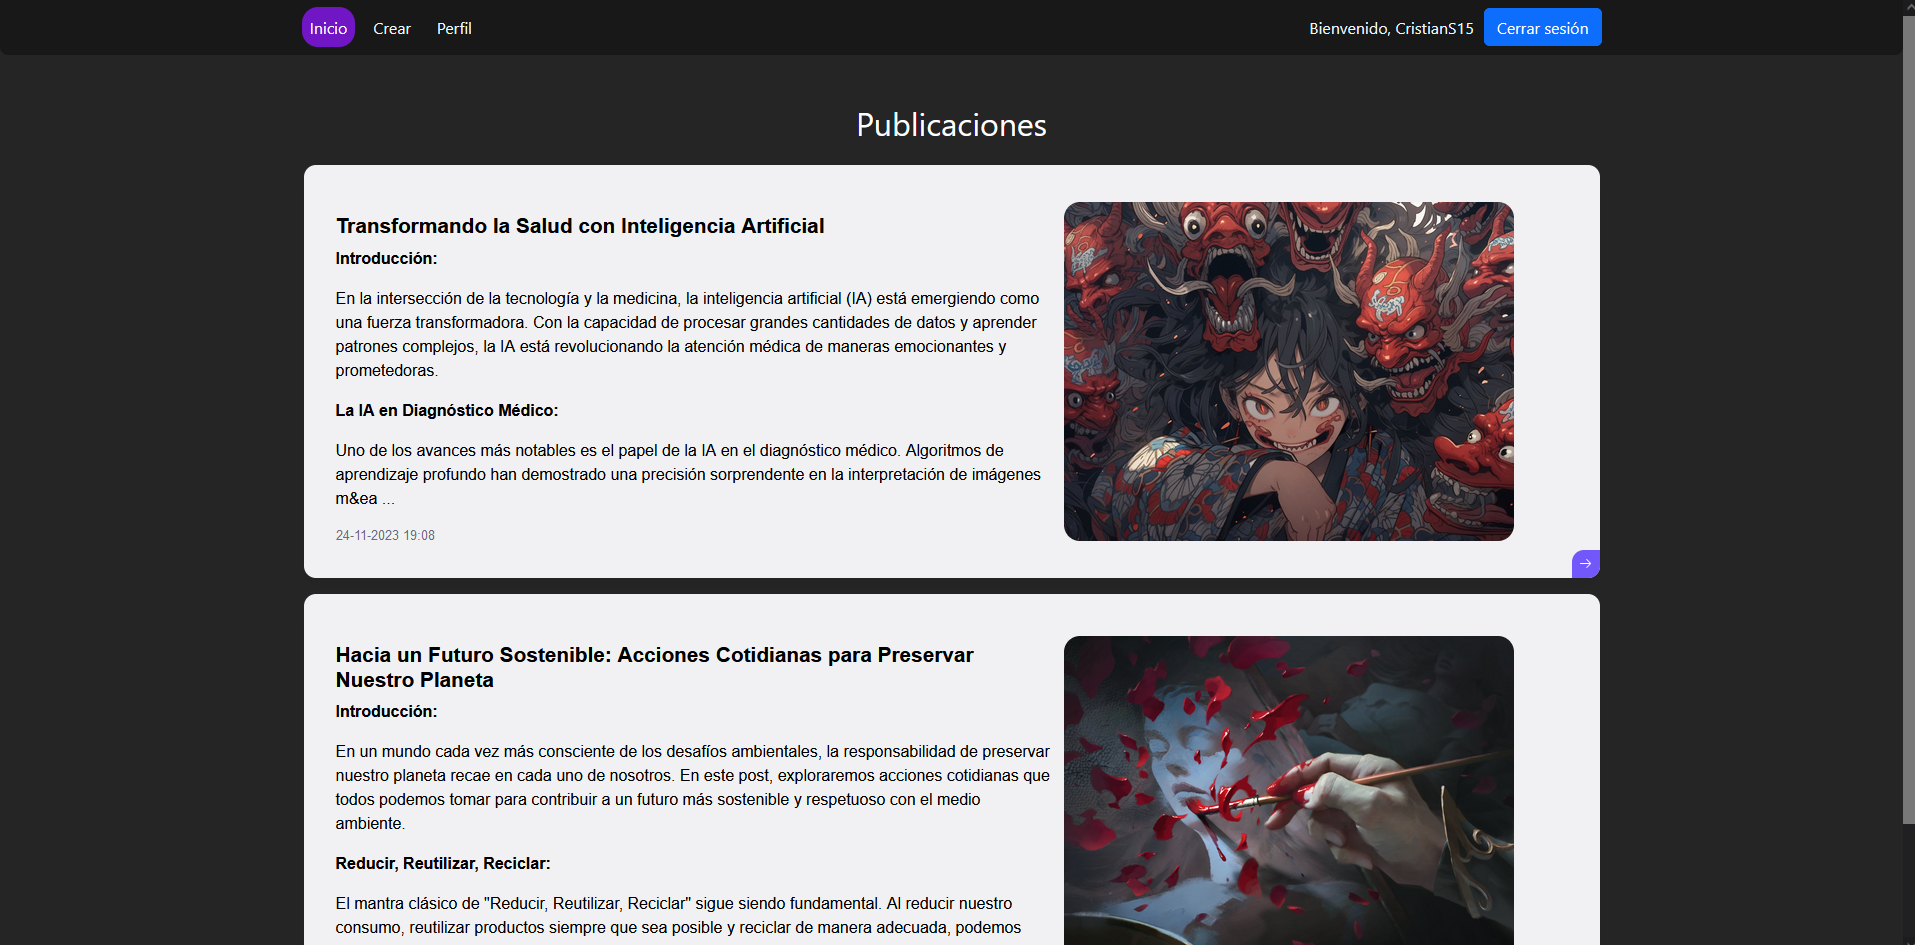 Inicio Crear Perfil Bienvenido, CristianS15 Cerrar sesión
Publicaciones
Transformando la Salud con Inteligencia Artificial
Introducción:
En la intersección de la tecnología y la medicina, la inteligencia artificial (IA) está emergiendo como
una fuerza transformadora. Con la capacidad de procesar grandes cantidades de datos y aprender
patrones complejos, la IA está revolucionando la atención médica de maneras emocionantes y
prometedoras.
La IA en Diagnóstico Médico:
Uno de los avances más notables es el papel de la IA en el diagnóstico médico. Algoritmos de
aprendizaje profundo han demostrado una precisión sorprendente en la interpretación de imágenes
m&ea ...
24-11-2023 19:08
Hacia un Futuro Sostenible: Acciones Cotidianas para Preservar
Nuestro Planeta
Introducción:
En un mundo cada vez más consciente de los desafíos ambientales, la responsabilidad de preservar
nuestro planeta recae en cada uno de nosotros. En este post, exploraremos acciones cotidianas que
todos podemos tomar para contribuir a un futuro más sostenible y respetuoso con el medio
ambiente.
Reducir, Reutilizar, Reciclar:
El mantra clásico de "Reducir, Reutilizar, Reciclar" sigue siendo fundamental. Al reducir nuestro
consumo, reutilizar productos siempre que sea posible y reciclar de manera adecuada, podemos